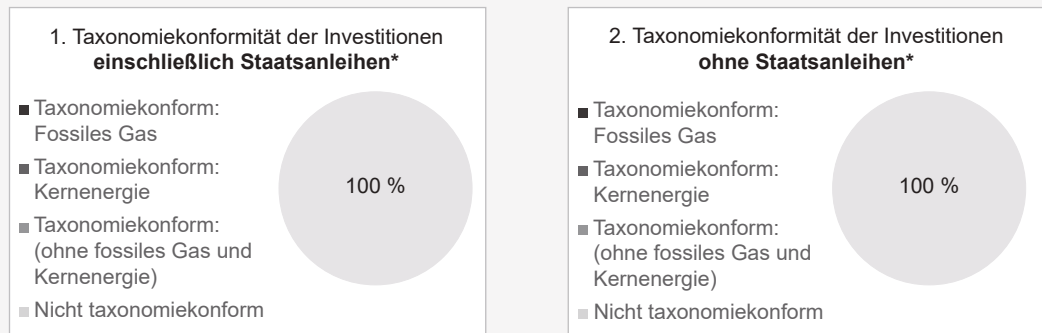 1. Taxonomiekonformität der Investitionen
einschließlich Staatsanleihen*
Taxonomiekonform:
Fossiles Gas
Taxonomiekonform:
Kernenergie
Taxonomiekonform:
(ohne fossiles Gas und
Kernenergie)
Nicht taxonomiekonform
100 %
2. Taxonomiekonformität der Investitionen
ohne Staatsanleihen*
Taxonomiekonform:
Fossiles Gas
Taxonomiekonform:
Kernenergie
Taxonomiekonform:
(ohne fossiles Gas und
Kernenergie)
Nicht taxonomiekonform
100 %